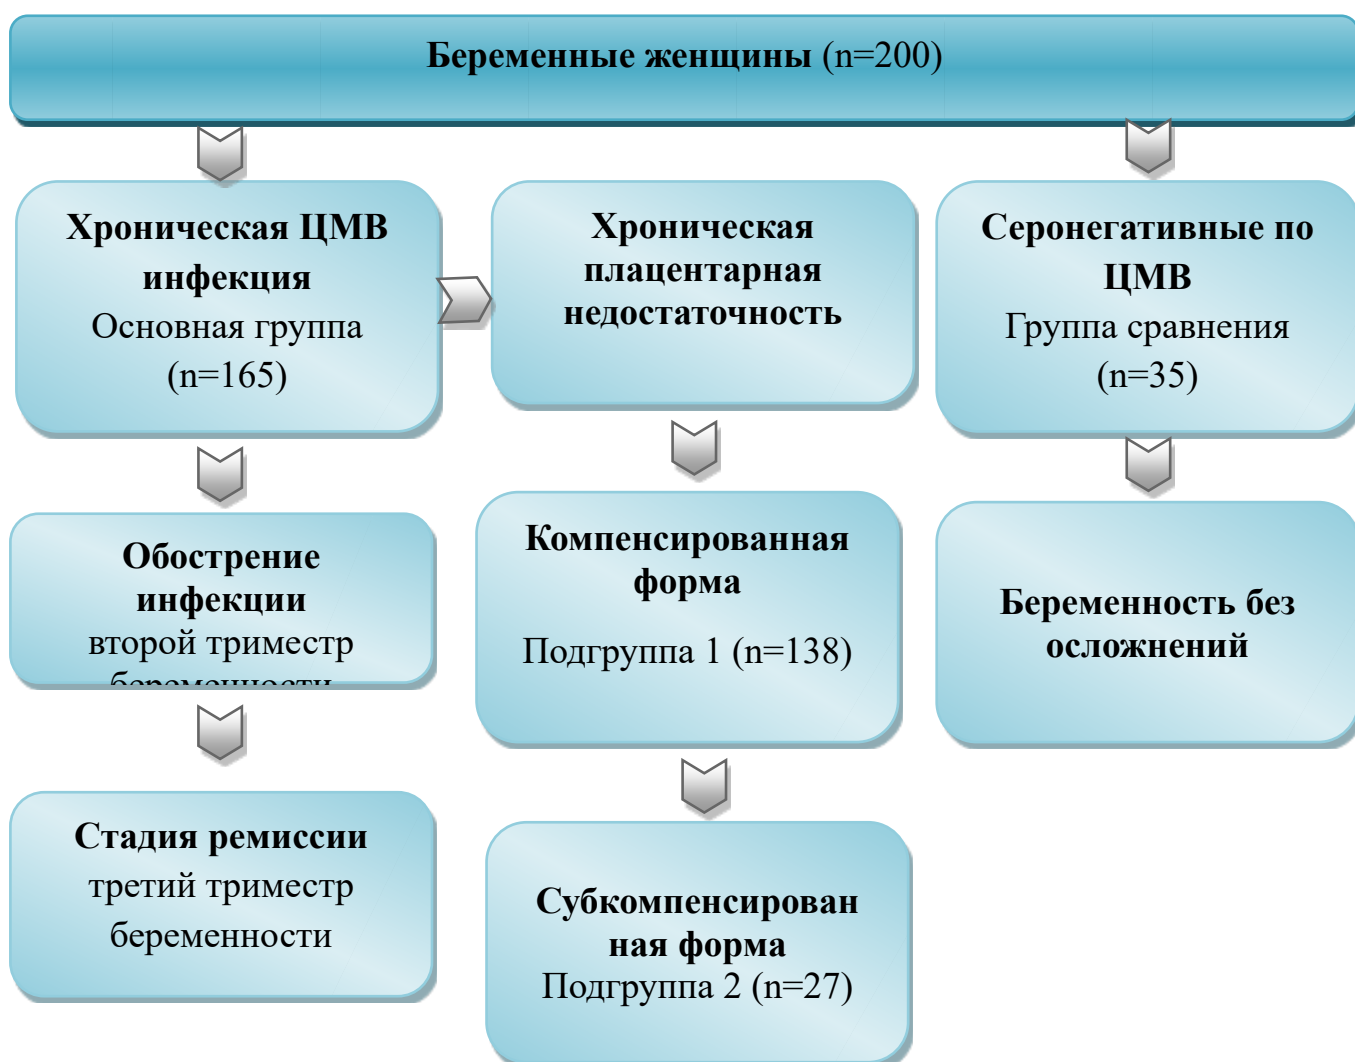 Беременные женщины (n=200)
Хроническая ЦМВ
инфекция
Основная группа
(n=165)
Хроническая
плацентарная
недостаточность
Серонегативные по
ЦМВ
Группа сравнения
(n=35)
Обострение
инфекции
второй триместр
беременности
Компенсированная
форма
Подгруппа 1 (n=138)
Беременность без
осложнений
Стадия ремиссии
третий триместр
беременности
Субкомпенсирован
ная форма
Подгруппа 2 (n=27)